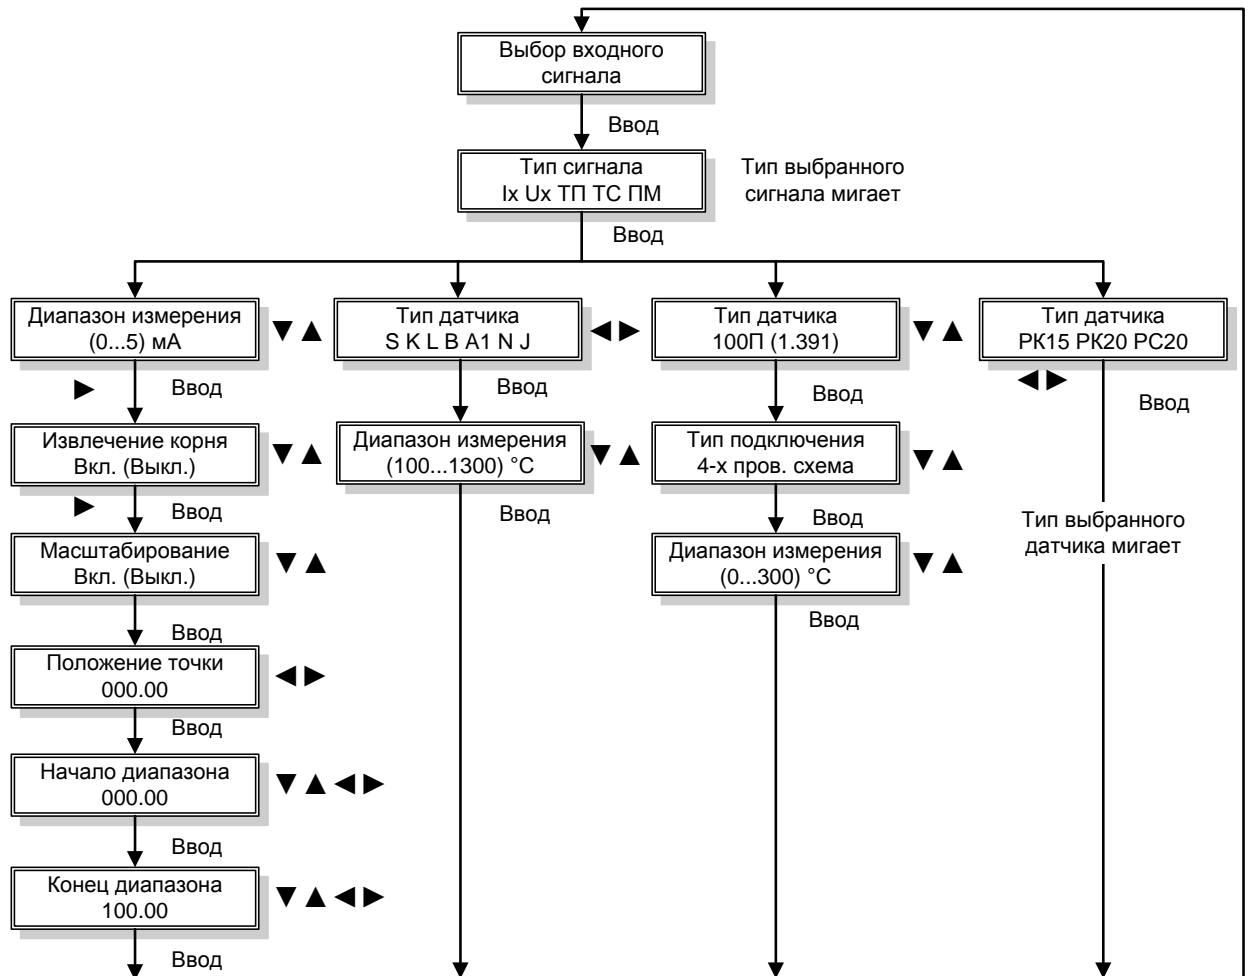 Выбор входного
сигнала
Ввод
Тип сигнала
Ix Ux ТП ТС ПМ
Тип выбранного
сигнала мигает
Ввод
Диапазон измерения
(0...5) мА
Ввод
Извлечение корня
Вкл. (Выкл.)
Ввод
Масштабирование
Вкл. (Выкл.)
Ввод
Положение точки
000.00
Ввод
Начало диапазона
000.00
Ввод
Конец диапазона
100.00
Ввод
Тип датчика
S K L B A1 N J
Ввод
Диапазон измерения
(100...1300) °С
Ввод
Тип датчика
100П (1.391)
Ввод
Тип подключения
4-х пров. схема
Ввод
Диапазон измерения
(0...300) °С
Ввод
Тип датчика
РК15 РК20 РС20
Ввод
Тип выбранного
датчика мигает